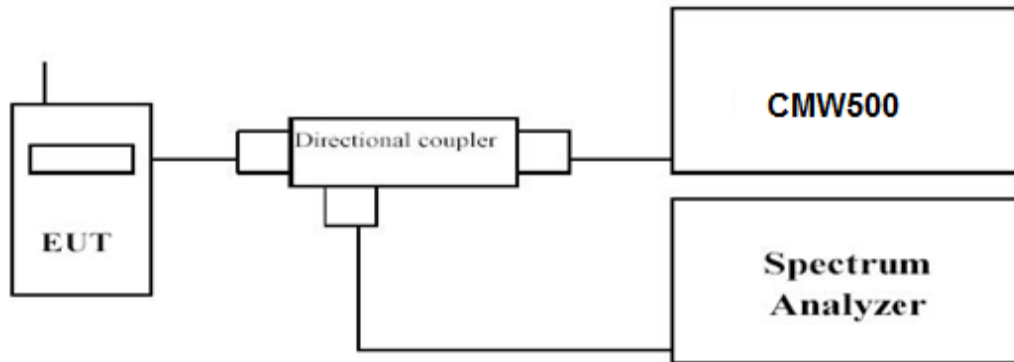 EUT
Directional coupler
CMW500
Spectrum
Analyzer